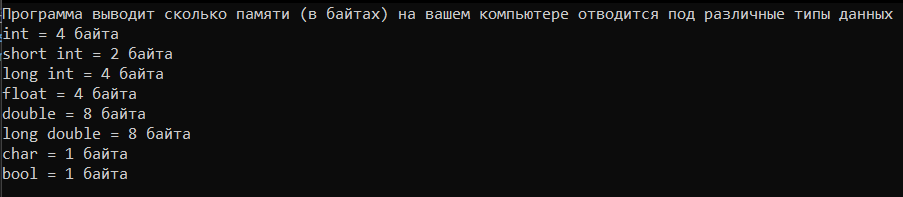 Программа выводит сколько памяти (в байтах) на вашем компьютере отводится под различные типы данных
int = 4 байта
short int = 2 байта
long int = 4 байта
float = 4 байта
double = 8 байта
long double = 8 байта
char = 1 байта
bool = 1 байта